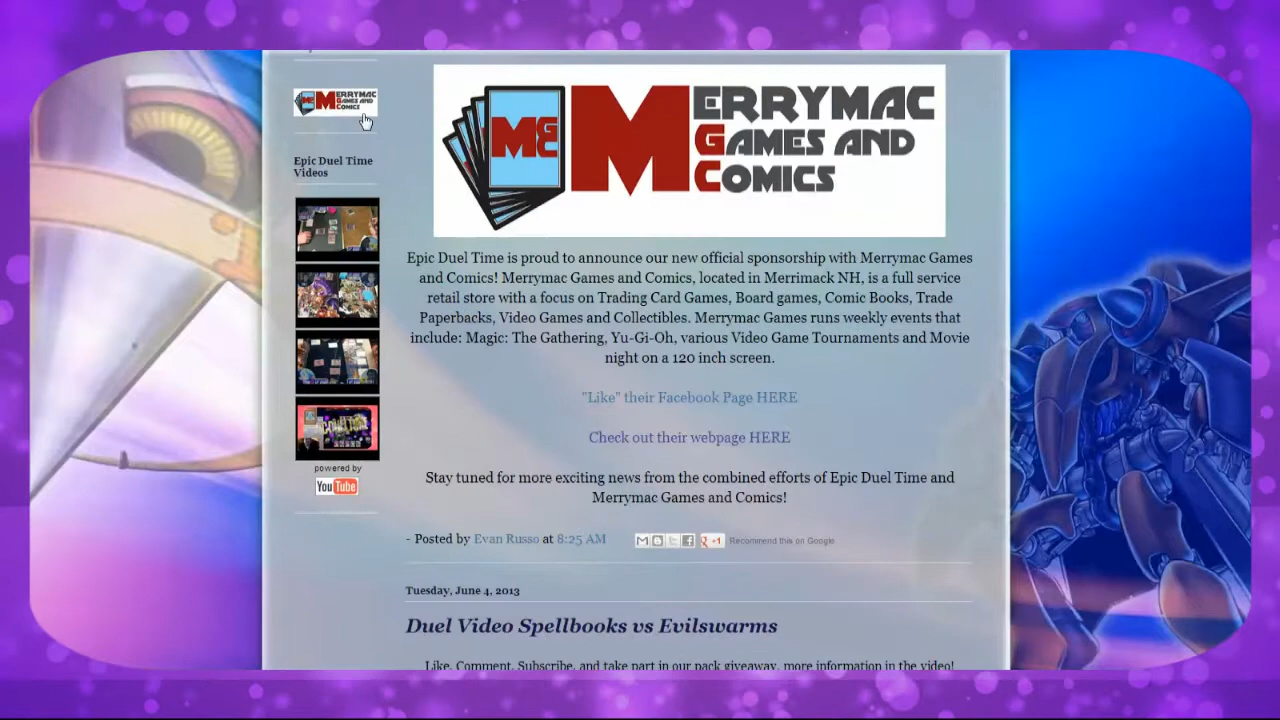 MERRYMAC
GAMES AND
COMICS
Epic Duel Time
Videos
powered by
YouTube
M&C MERRYMAC
GAMES AND
COMICS
Epic Duel Time is proud to announce our new official sponsorship with Merrymac Games
and Comics! Merrymac Games and Comics, located in Merrimack NH, is a full service
retail store with a focus on Trading Card Games, Board games, Comic Books, Trade
Paperbacks, Video Games and Collectibles. Merrymac Games runs weekly events that
include: Magic: The Gathering, Yu-Gi-Oh, various Video Game Tournaments and Movie
night on a 120 inch screen.
"Like" their Facebook Page HERE
Check out their webpage HERE
Stay tuned for more exciting news from the combined efforts of Epic Duel Time and
Merrymac Games and Comics!
- Posted by Evan Russo at 8:25 AM
+1 Recommend this on Google
Tuesday, June 4, 2013
Duel Video Spellbooks vs Evilswarms
Like, Comment, Subscribe, and take part in our pack giveaway, more information in the video!